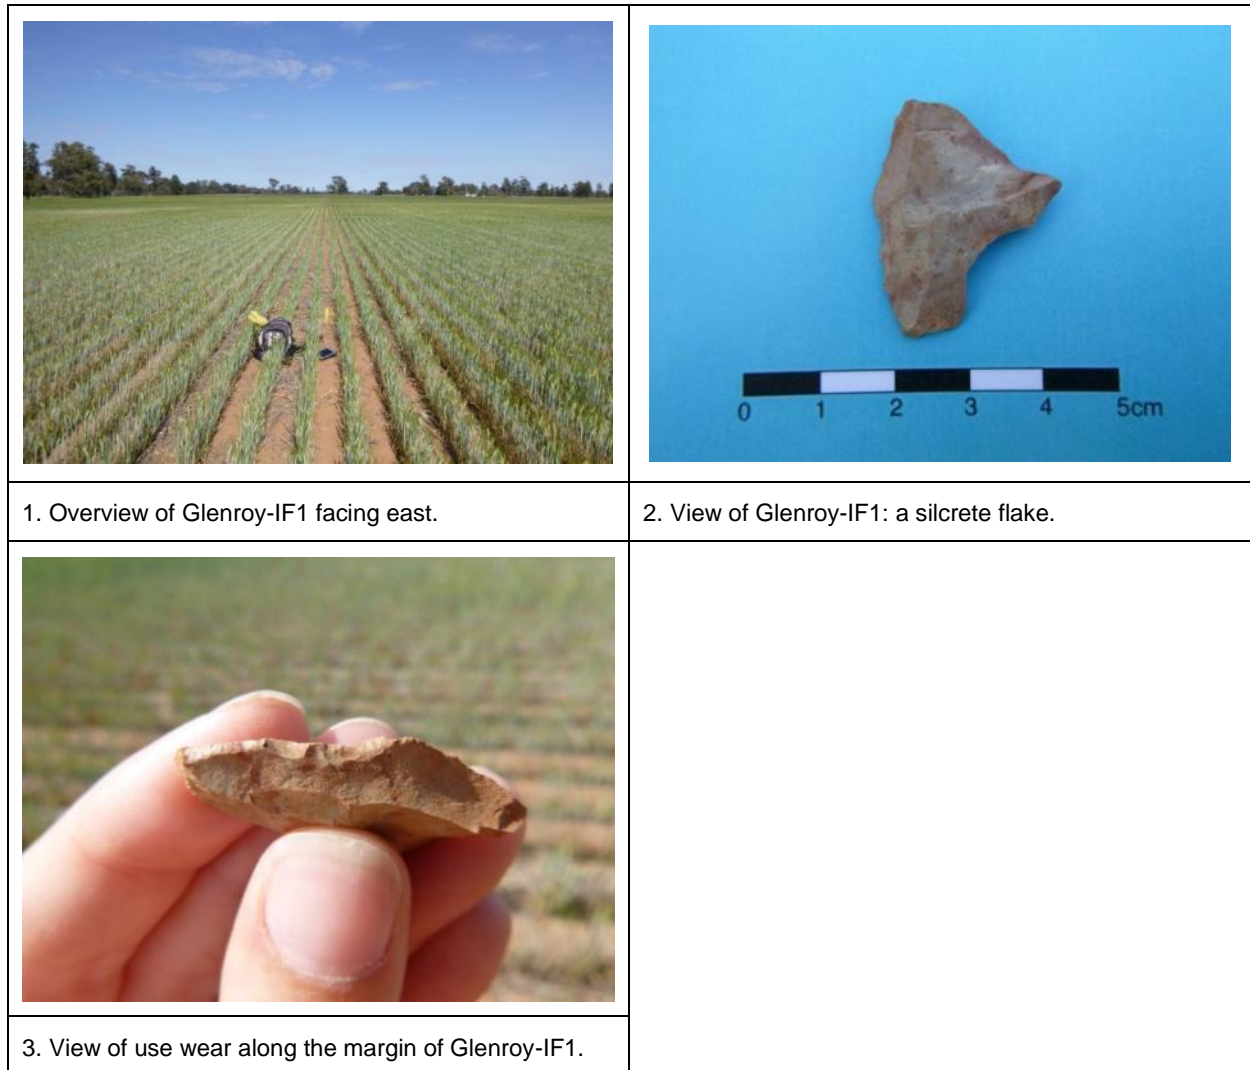 0 1 2 3 4 5cm
1. Overview of Glenroy-IF1 facing east.
2. View of Glenroy-IF1: a silcrete flake.
3. View of use wear along the margin of Glenroy-IF1.